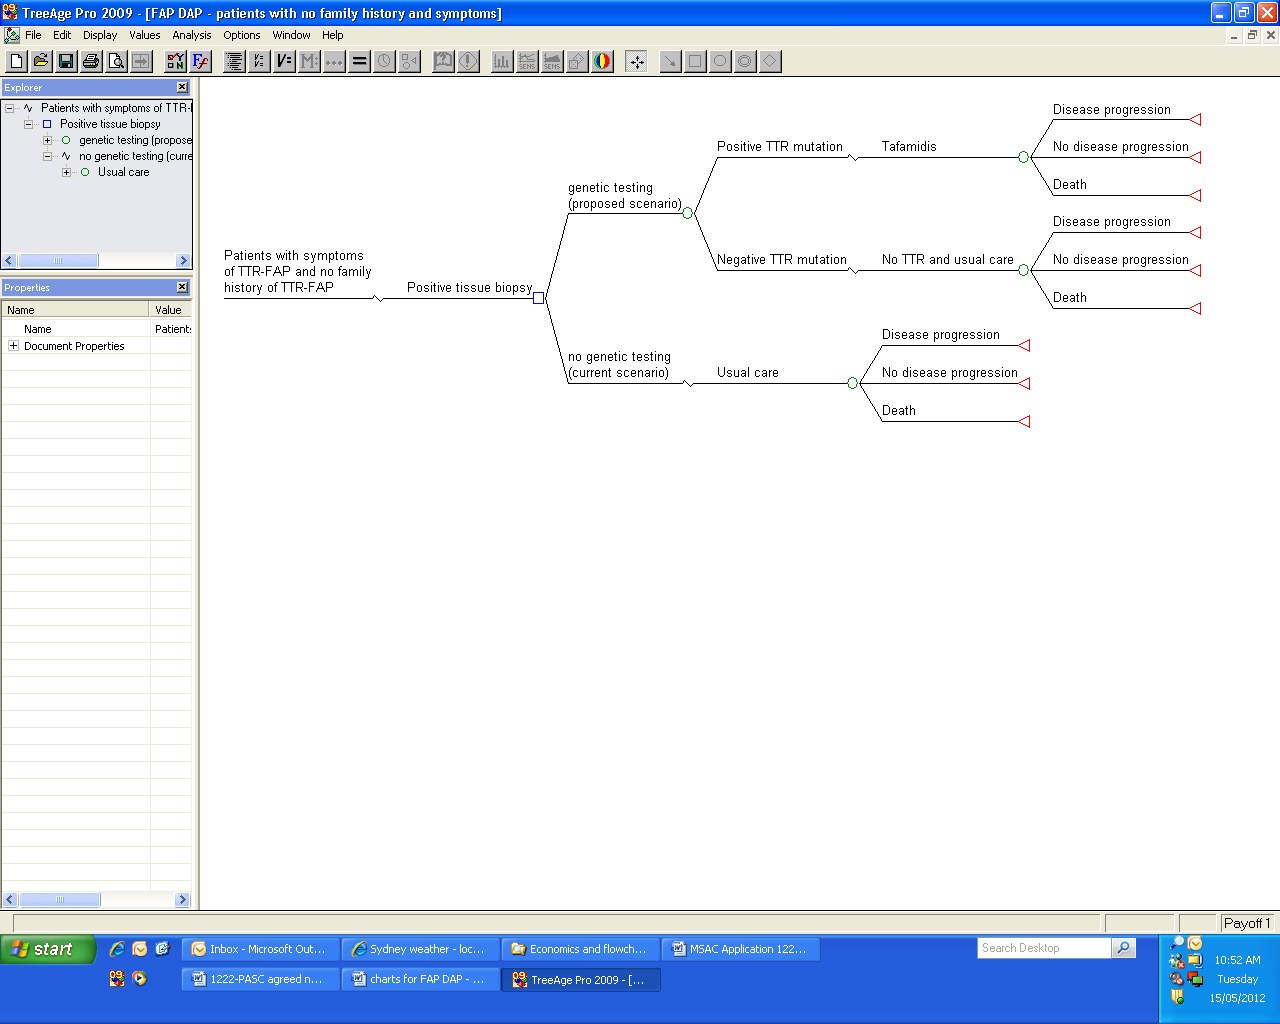 TreeAge Pro 2009 - [FAP DAP - patients with no family history and symptoms]
File Edit Display Values Analysis Options Window Help
Explorer
Patients with symptoms of TTR-
Positive tissue biopsy
genetic testing (propose
no genetic testing (curre
Usual care
Properties
Name Value
Name Patient
Document Properties
Patients with symptoms
of TTR-FAP and no family
history of TTR-FAP
Positive tissue biopsy
genetic testing
(proposed scenario)
Positive TTR mutation
Tafamidis
Disease progression
No disease progression
Death
Negative TTR mutation
No TTR and usual care
Disease progression
No disease progression
Death
no genetic testing
(current scenario)
Usual care
Disease progression
No disease progression
Death
Payoff 1
start
Inbox - Microsoft Out...
Sydney weather - loc...
Economics and flowch...
MSAC Application 122...
Search Desktop
1222-PASC agreed n...
charts for FAP DAP - ...
TreeAge Pro 2009 - [...
10:52 AM
Tuesday
15/05/2012